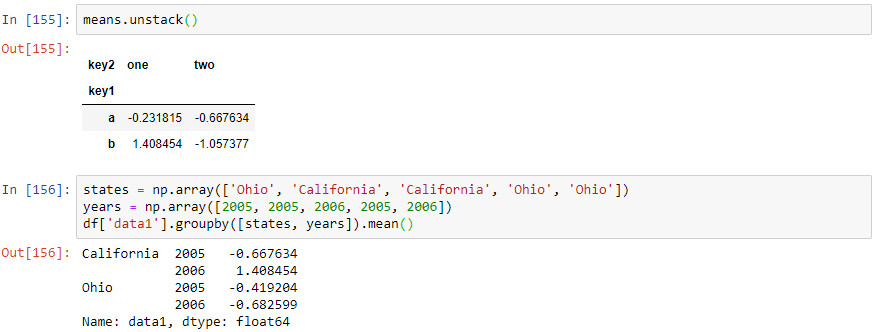 In [155]: means.unstack()
Out[155]:
key2 one two
key1
a -0.231815 -0.667634
b 1.408454 -1.057377
In [156]: states = np.array(['Ohio', 'California', 'California', 'Ohio', 'Ohio'])
years = np.array([2005, 2005, 2006, 2005, 2006])
df['data1'].groupby([states, years]).mean()
Out[156]: California 2005 -0.667634
2006 1.408454
Ohio 2005 -0.419204
2006 -0.682599
Name: data1, dtype: float64